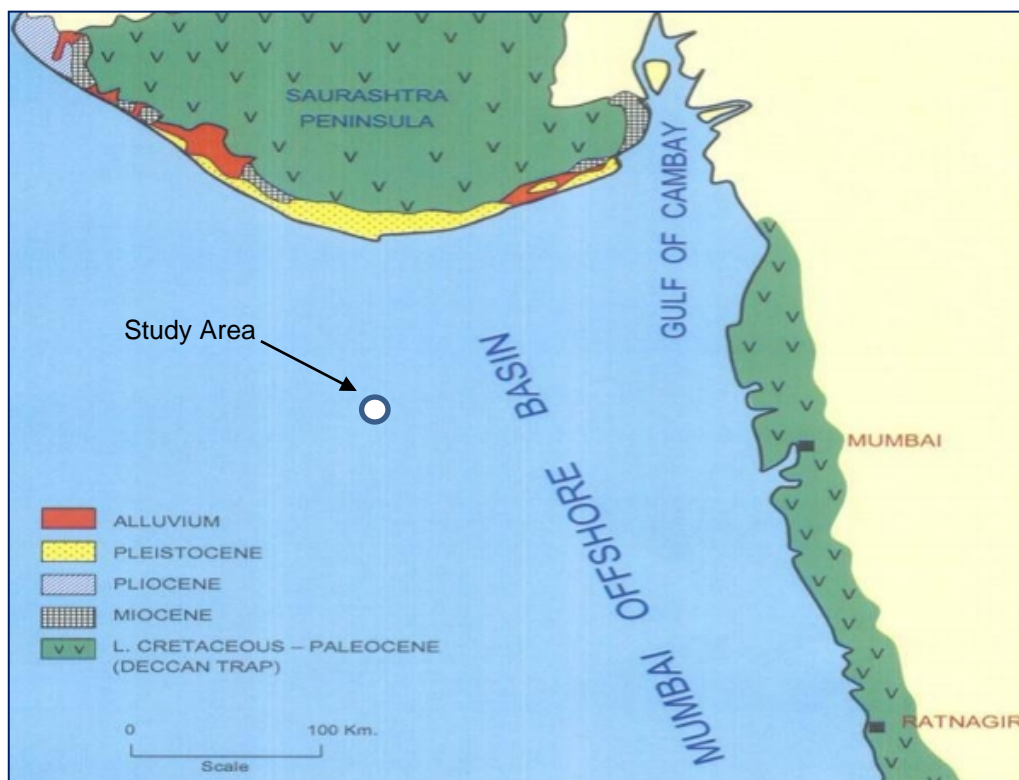 SAURASHTRA
PENINSULA
GULF OF CAMBAY
Study Area
MUMBAI OFFSHORE BASIN
MUMBAI
ALLUVIUM
PLEISTOCENE
PLIOCENE
MIOCENE
L. CRETACEOUS – PALEOCENE
(DECCAN TRAP)
0 100 Km.
Scale
RATNAGIR